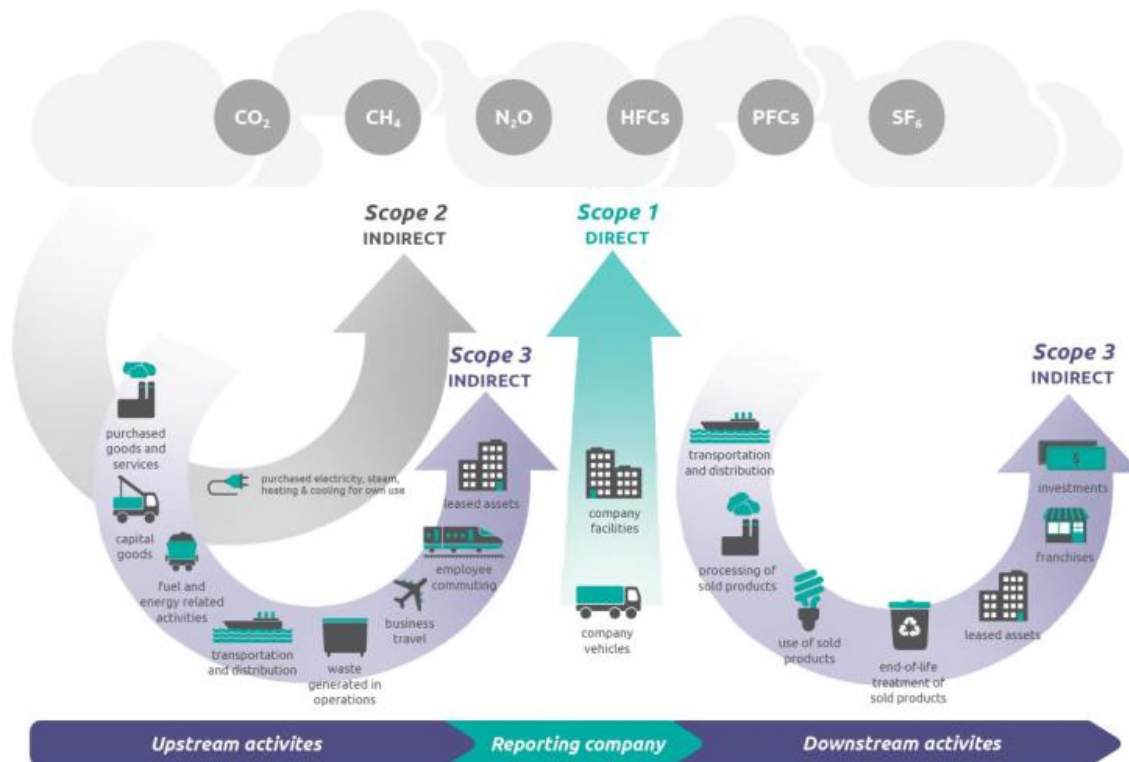 CO₂
CH₄
N₂O
HFCs
PFCs
SF₆
Scope 2
INDIRECT
Scope 1
DIRECT
Scope 3
INDIRECT
Scope 3
INDIRECT
purchased
goods and
services
capital
goods
fuel and
energy related
activities
transportation
and distribution
waste
generated in
operations
business
travel
employee
commuting
leased assets
purchased electricity, steam,
heating & cooling for own use
company
facilities
company
vehicles
transportation
and distribution
processing of
sold products
use of sold
products
end-of-life
treatment of
sold products
leased assets
franchises
$
investments
Upstream activites
Reporting company
Downstream activites